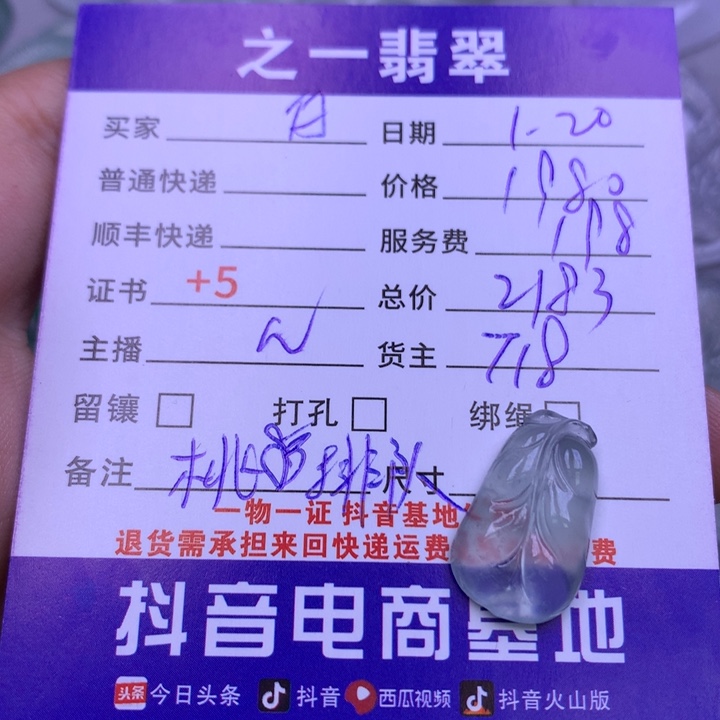 之一翡翠
买家 日期 1.20
普通快递 价格 1980
顺丰快递 服务费 198
证书 +5 总价 2183
主播 N 货主 718
留镶 打孔 绑绳
备注 排队 尺寸
一物一证 抖音基地
退货需承担来回快递运费 费
抖音电商基地
头条 今日头条 抖音 西瓜视频 抖音火山版